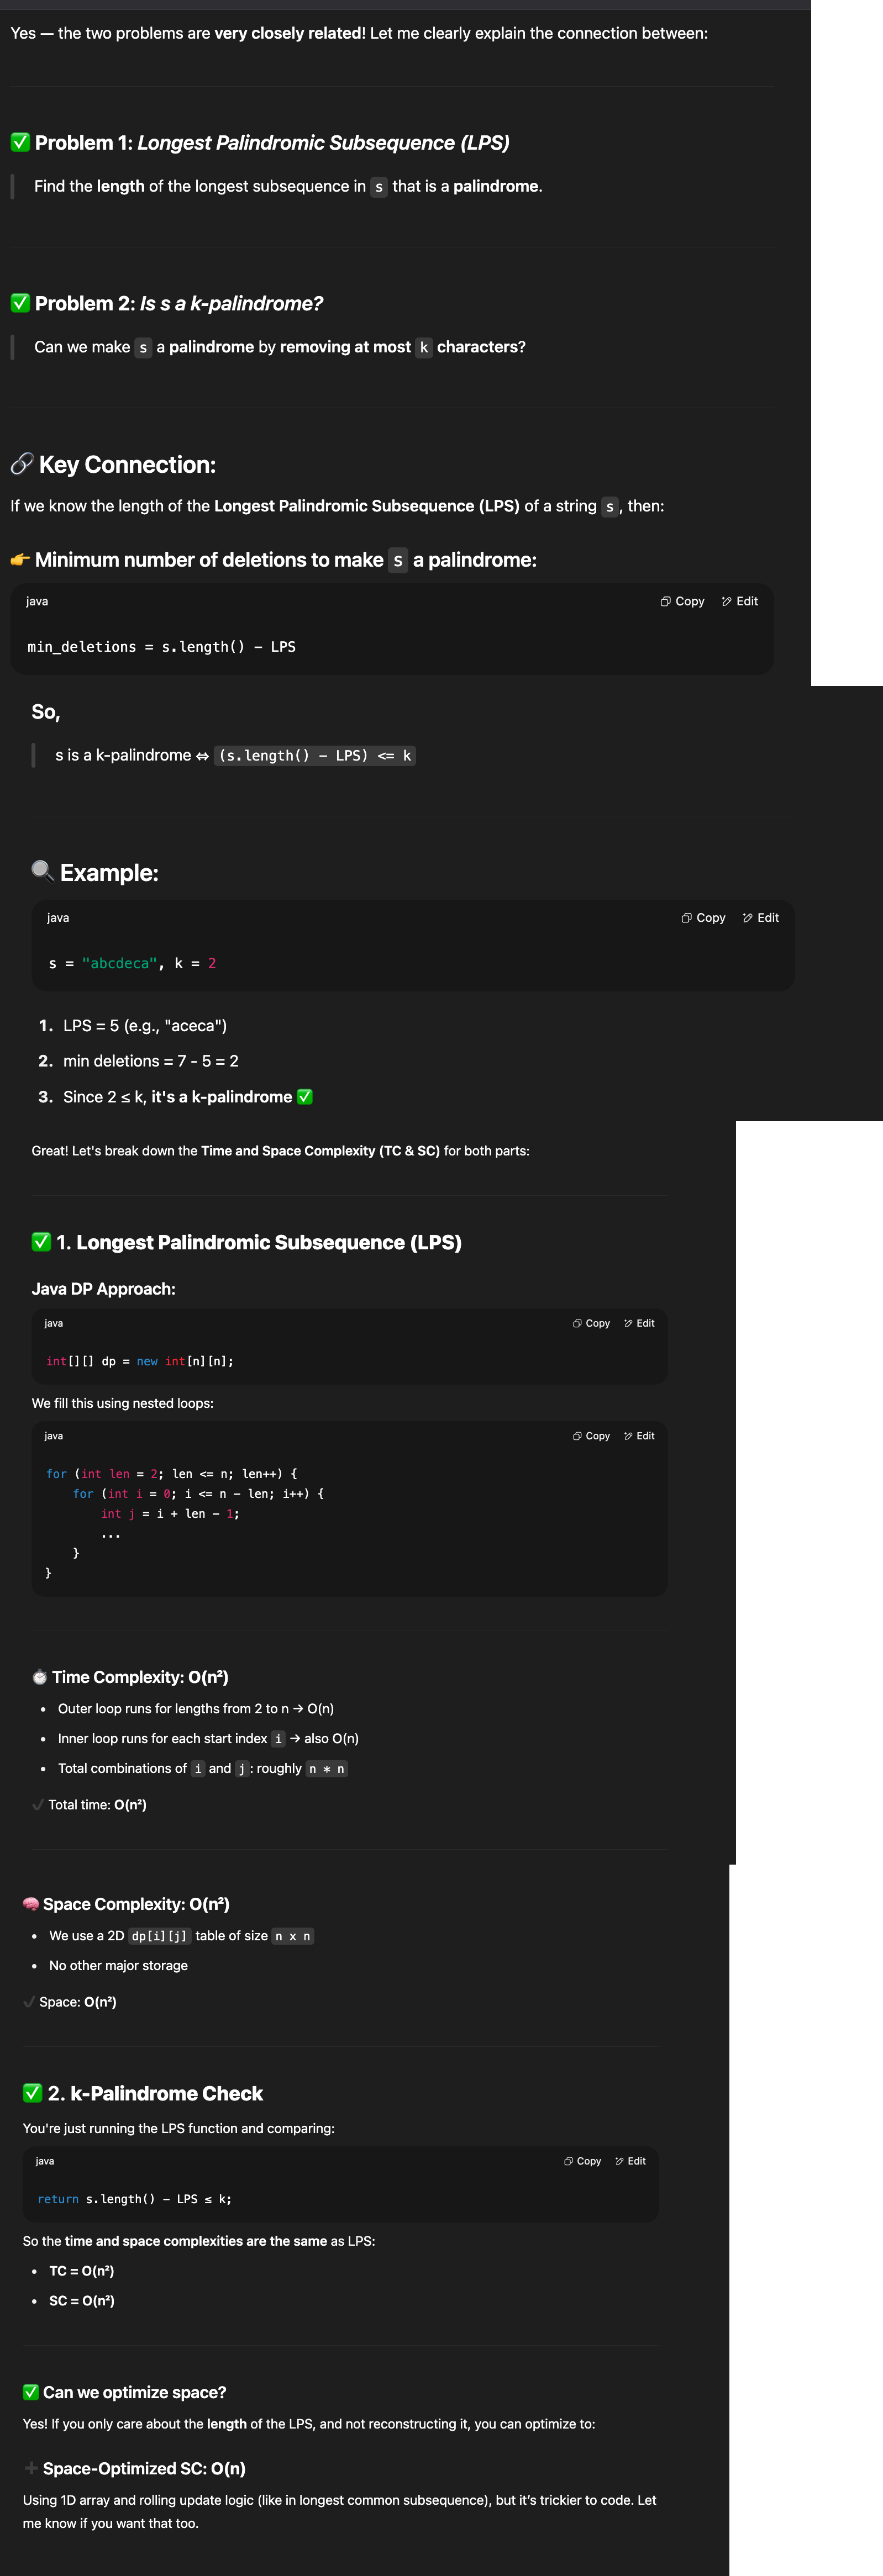 Yes — the two problems are very closely related! Let me clearly explain the connection between:
✅ Problem 1: Longest Palindromic Subsequence (LPS)
Find the length of the longest subsequence in s that is a palindrome.
✅ Problem 2: Is s a k-palindrome?
Can we make s a palindrome by removing at most k characters?
🔗 Key Connection:
If we know the length of the Longest Palindromic Subsequence (LPS) of a string s, then:
👉 Minimum number of deletions to make s a palindrome:
java Copy Edit
min_deletions = s.length() - LPS
So,
s is a k-palindrome ⇔ (s.length() - LPS) <= k
🔍 Example:
java Copy Edit
s = "abcdeca", k = 2
1. LPS = 5 (e.g., "aceca")
2. min deletions = 7 - 5 = 2
3. Since 2 ≤ k, it's a k-palindrome ✅
Great! Let's break down the Time and Space Complexity (TC & SC) for both parts:
✅ 1. Longest Palindromic Subsequence (LPS)
Java DP Approach:
java Copy Edit
int[][] dp = new int[n][n];
We fill this using nested loops:
java Copy Edit
for (int len = 2; len <= n; len++) {
    for (int i = 0; i <= n - len; i++) {
        int j = i + len - 1;
        ...
    }
}
⏱ Time Complexity: O(n²)
• Outer loop runs for lengths from 2 to n → O(n)
• Inner loop runs for each start index i → also O(n)
• Total combinations of i and j: roughly n * n
✔ Total time: O(n²)
🧠 Space Complexity: O(n²)
• We use a 2D dp[i][j] table of size n x n
• No other major storage
✔ Space: O(n²)
✅ 2. k-Palindrome Check
You're just running the LPS function and comparing:
java Copy Edit
return s.length() - LPS ≤ k;
So the time and space complexities are the same as LPS:
• TC = O(n²)
• SC = O(n²)
✅ Can we optimize space?
Yes! If you only care about the length of the LPS, and not reconstructing it, you can optimize to:
➕ Space-Optimized SC: O(n)
Using 1D array and rolling update logic (like in longest common subsequence), but it's trickier to code. Let
me know if you want that too.